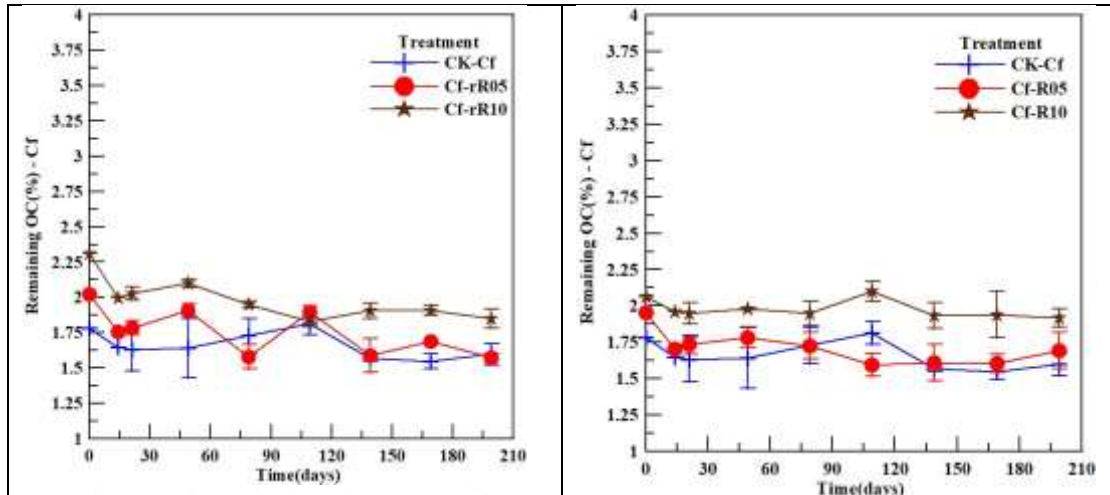 4
3.75
3.5
3.25
3
2.75
2.5
2.25
2
1.75
1.5
1.25
1
Remaining OC(%) - Cf
Treatment
CK-Cf
Cf-rR05
Cf-rR10
0 30 60 90 120 150 180 210
Time(days)
4
3.75
3.5
3.25
3
2.75
2.5
2.25
2
1.75
1.5
1.25
1
Remaining OC(%) - Cf
Treatment
CK-Cf
Cf-R05
Cf-R10
0 30 60 90 120 150 180 210
Time(days)